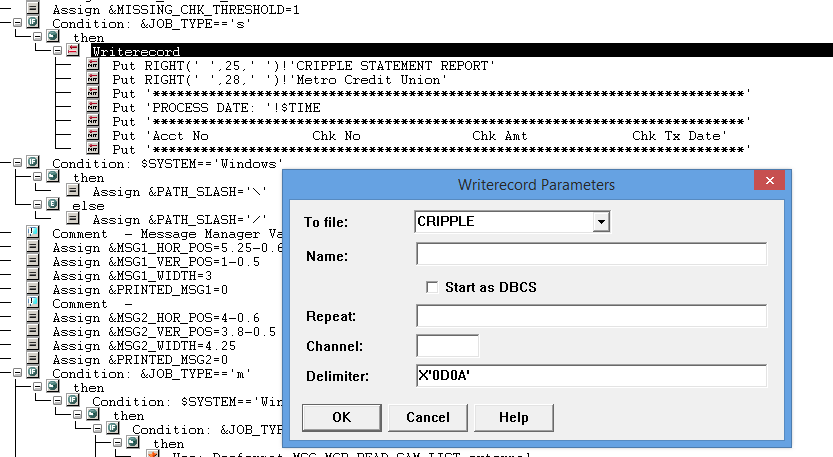 Assign &MISSING_CHK_THRESHOLD=1
Condition: &JOB_TYPE=='s'
then
Writerecord
Put RIGHT(' ',25,' ')!'CRIPPLE STATEMENT REPORT'
Put RIGHT(' ',28,' ')!'Metro Credit Union'
Put '***************************************************************************'
Put 'PROCESS DATE: '!$TIME
Put '***************************************************************************'
Put 'Acct No Chk No Chk Amt Chk Tx Date'
Put '***************************************************************************'
Condition: $SYSTEM=='Windows'
then
Assign &PATH_SLASH='\'
else
Assign &PATH_SLASH='/'
Comment - Message Manager Va
Assign &MSG1_HOR_POS=5.25-0.6
Assign &MSG1_VER_POS=1-0.5
Assign &MSG1_WIDTH=3
Assign &PRINTED_MSG1=0
Comment -
Assign &MSG2_HOR_POS=4-0.6
Assign &MSG2_VER_POS=3.8-0.5
Assign &MSG2_WIDTH=4.25
Assign &PRINTED_MSG2=0
Condition: &JOB_TYPE=='m'
then
Condition: $SYSTEM=='Win
then
Condition: &JOB_TYP
then
Writerecord Parameters
To file: CRIPPLE
Name:
Start as DBCS
Repeat:
Channel:
Delimiter: X'0D0A'
OK Cancel Help